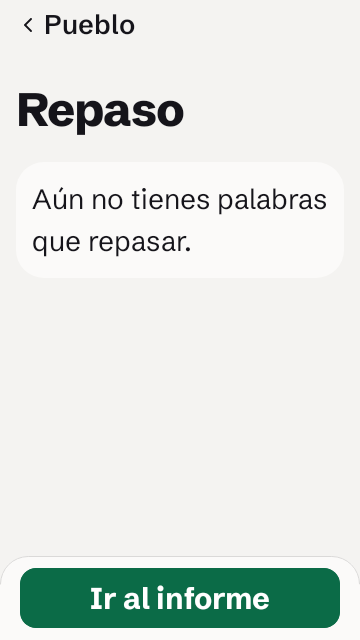 Pueblo
Repaso
Aún no tienes palabras
que repasar.
Ir al informe